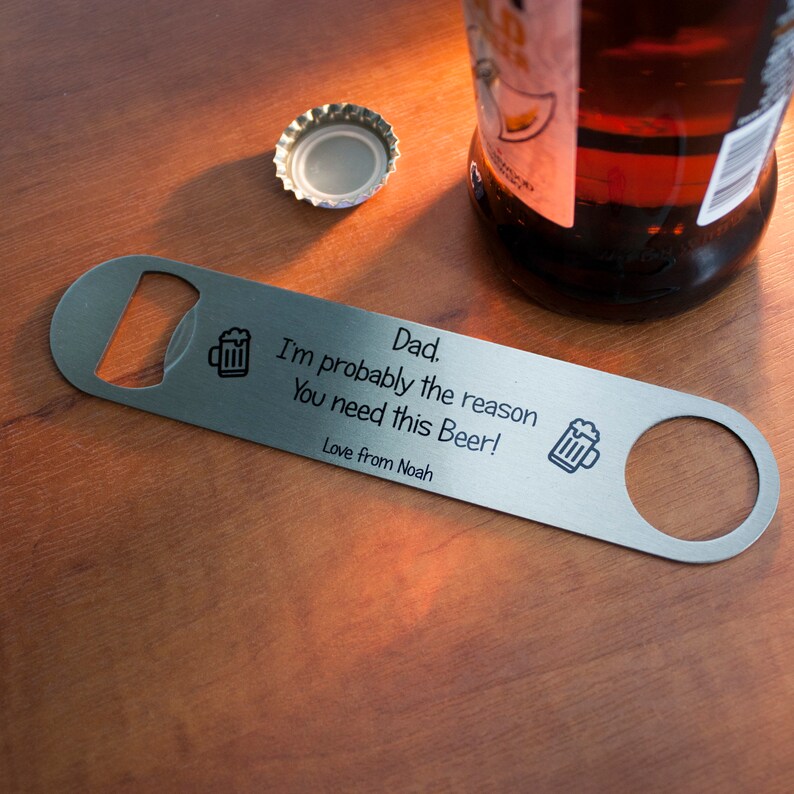 Dad,
I'm probably the reason
You need this Beer!
Love from Noah